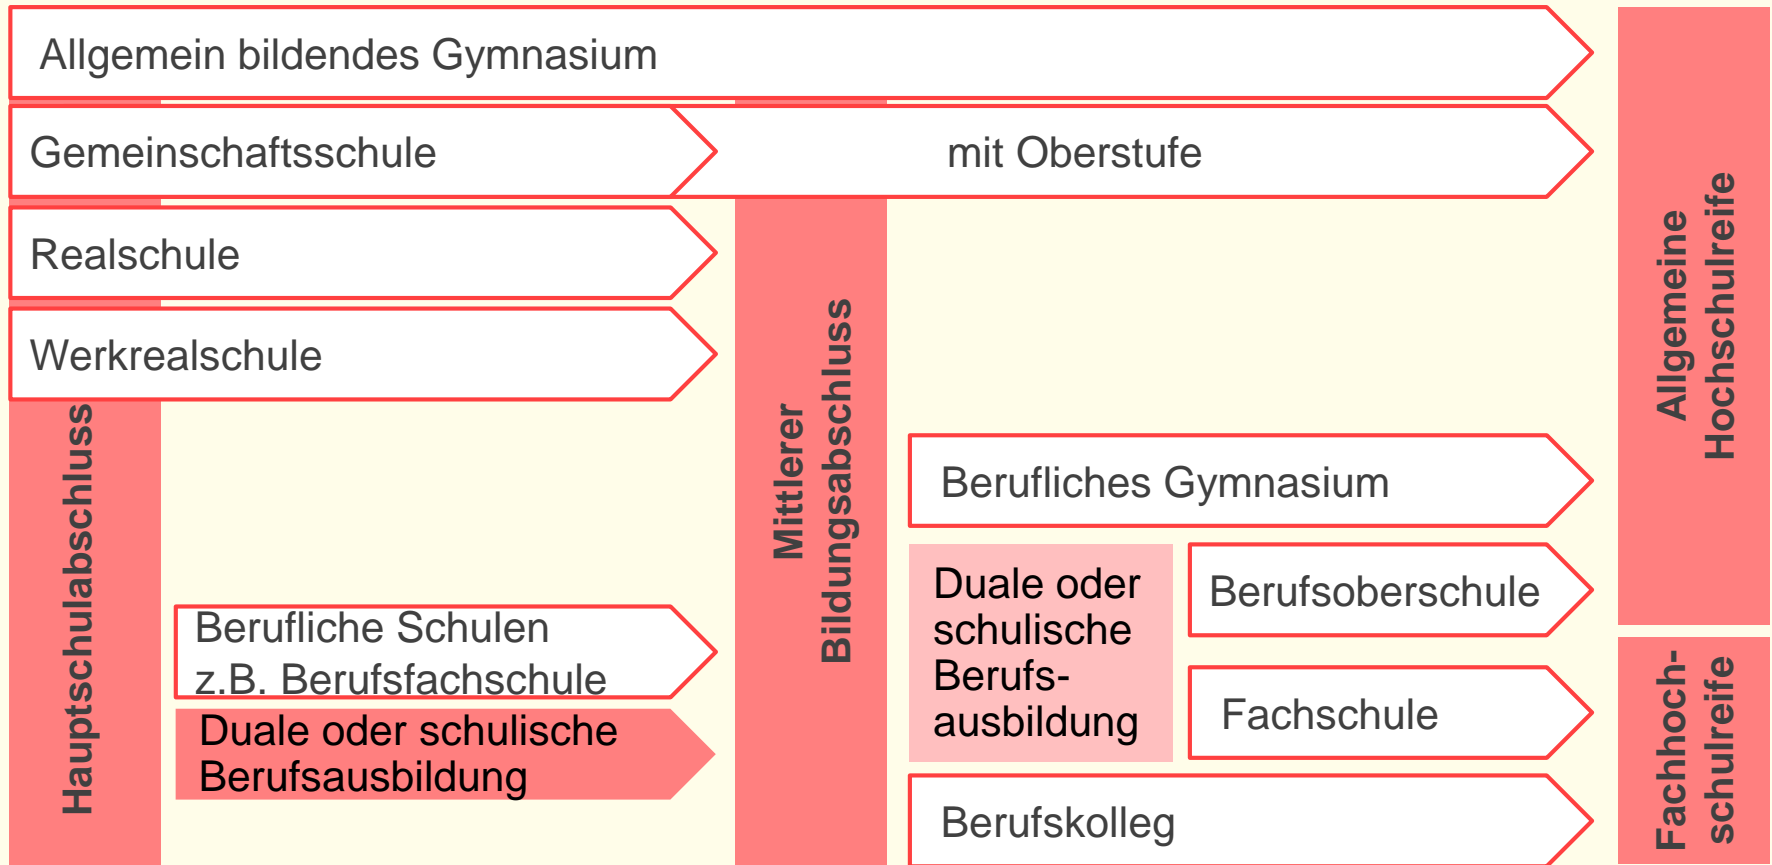 Allgemein bildendes Gymnasium
Gemeinschaftsschule
mit Oberstufe
Realschule
Werkrealschule
Hauptschulabschluss
Berufliche Schulen
z.B. Berufsfachschule
Duale oder schulische
Berufsausbildung
Mittlerer
Bildungsabschluss
Berufliches Gymnasium
Duale oder
schulische
Berufs-
ausbildung
Berufsoberschule
Fachschule
Berufskolleg
Allgemeine
Hochschulreife
Fachhoch-
schulreife